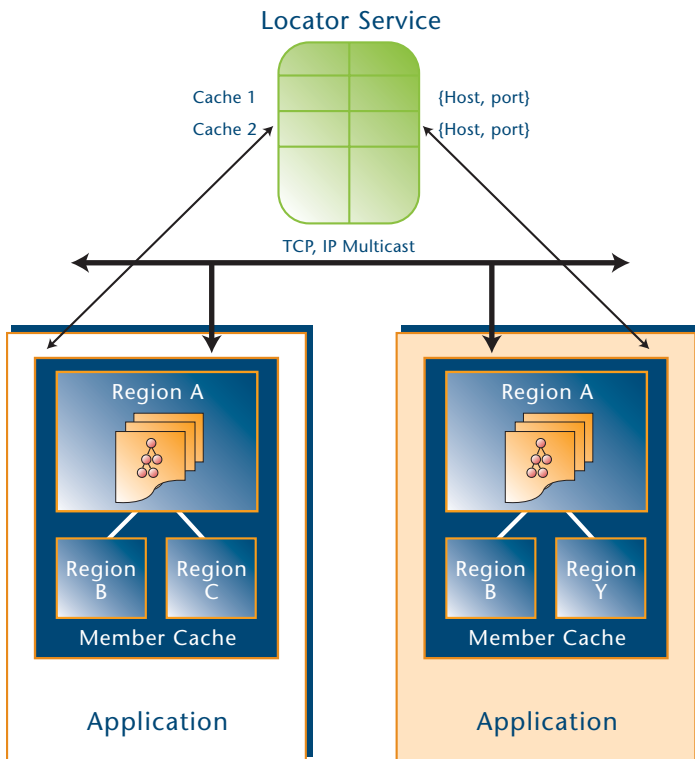 Locator Service
Cache 1
{Host, port}
Cache 2
{Host, port}
TCP, IP Multicast
Region A
Region
B
Region
C
Member Cache
Application
Region A
Region
B
Region
Y
Member Cache
Application